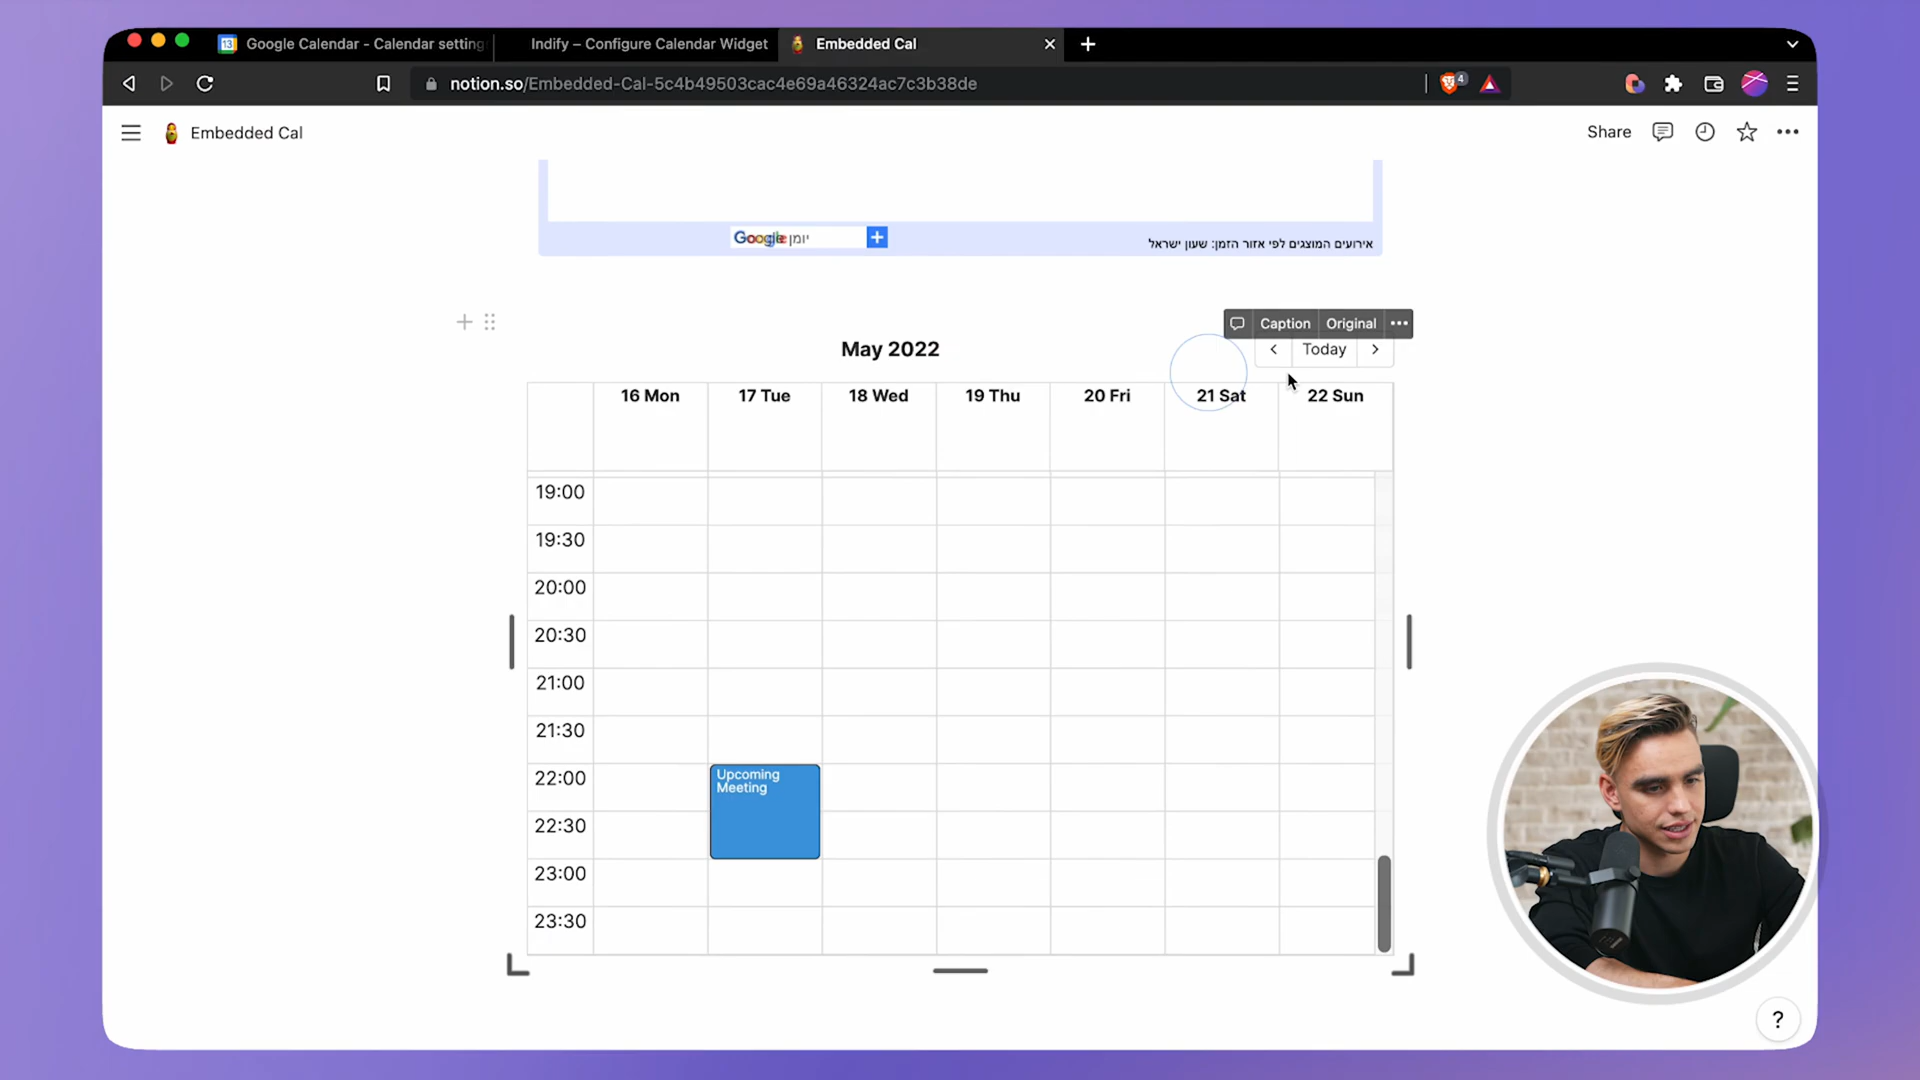 Google Calendar - Calendar setting
Indify – Configure Calendar Widget
Embedded Cal
notion.so/Embedded-Cal-5c4b49503cac4e69a46324ac7c3b38de
4
Embedded Cal
Share
Google יומן
אירועים המוצגים לפי אזור הזמן: שעון ישראל
Caption
Original
May 2022
Today
16 Mon
17 Tue
18 Wed
19 Thu
20 Fri
21 Sat
22 Sun
19:00
19:30
20:00
20:30
21:00
21:30
22:00
Upcoming
Meeting
22:30
23:00
23:30
?